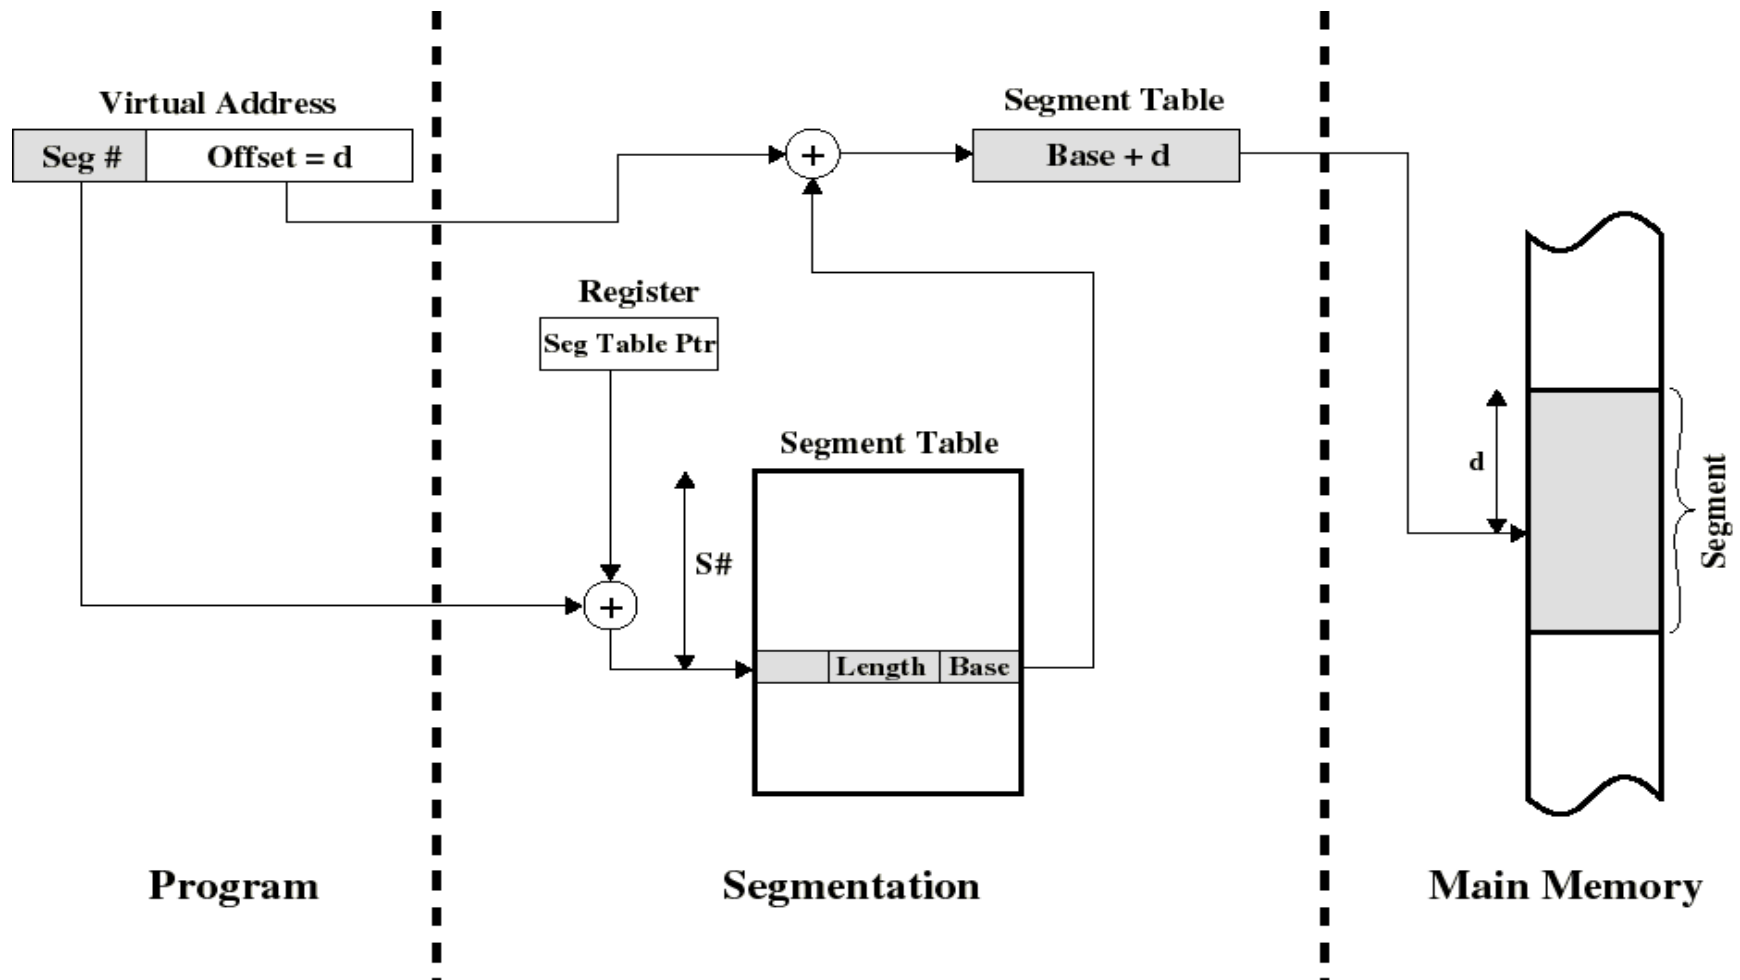 Virtual Address
Seg #
Offset = d
+
Segment Table
Base + d
Register
Seg Table Ptr
Segment Table
S#
+
Length
Base
d
Segment
Program
Segmentation
Main Memory